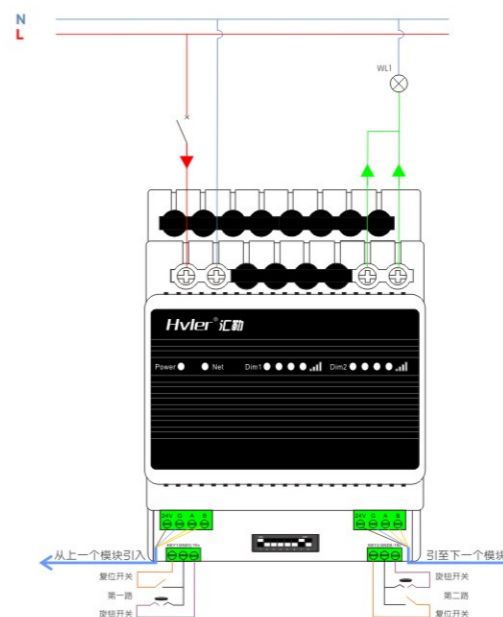 N
L
WL1
Hvler® 汇勒
Power Net Dim1 Dim2
24V G A B
24V G A B
从上一个模块引入
引至下一个模块
复位开关
旋钮开关
第一路
第二路
旋钮开关
复位开关